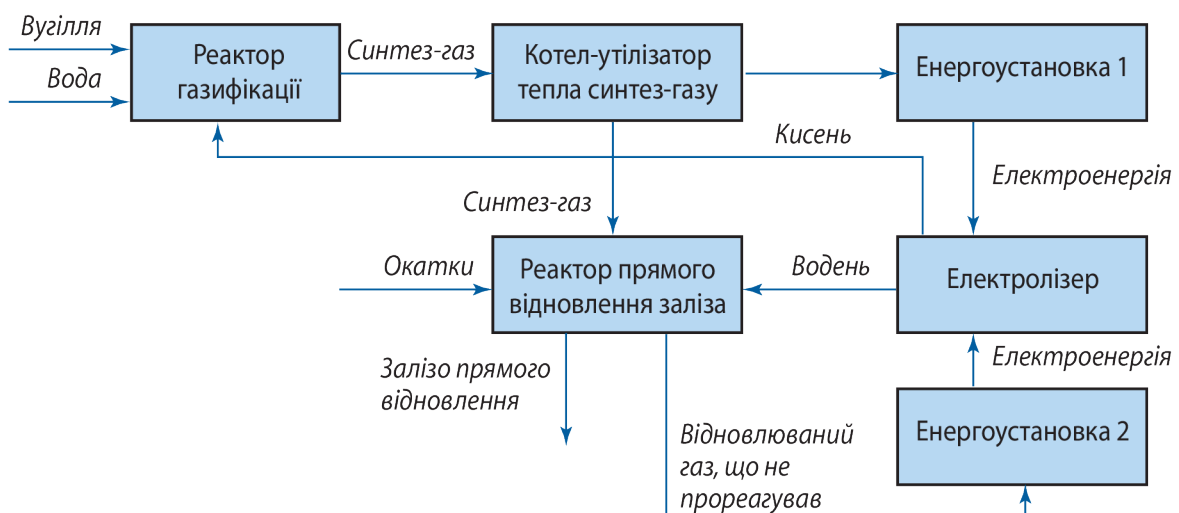 Вугілля
Вода
Реактор
газифікації
Синтез-газ
Котел-утилізатор
тепла синтез-газу
Енергоустановка 1
Кисень
Електроенергія
Синтез-газ
Окатки
Реактор прямого
відновлення заліза
Водень
Електролізер
Електроенергія
Залізо прямого
відновлення
Відновлюваний
газ, що не
прореагував
Енергоустановка 2